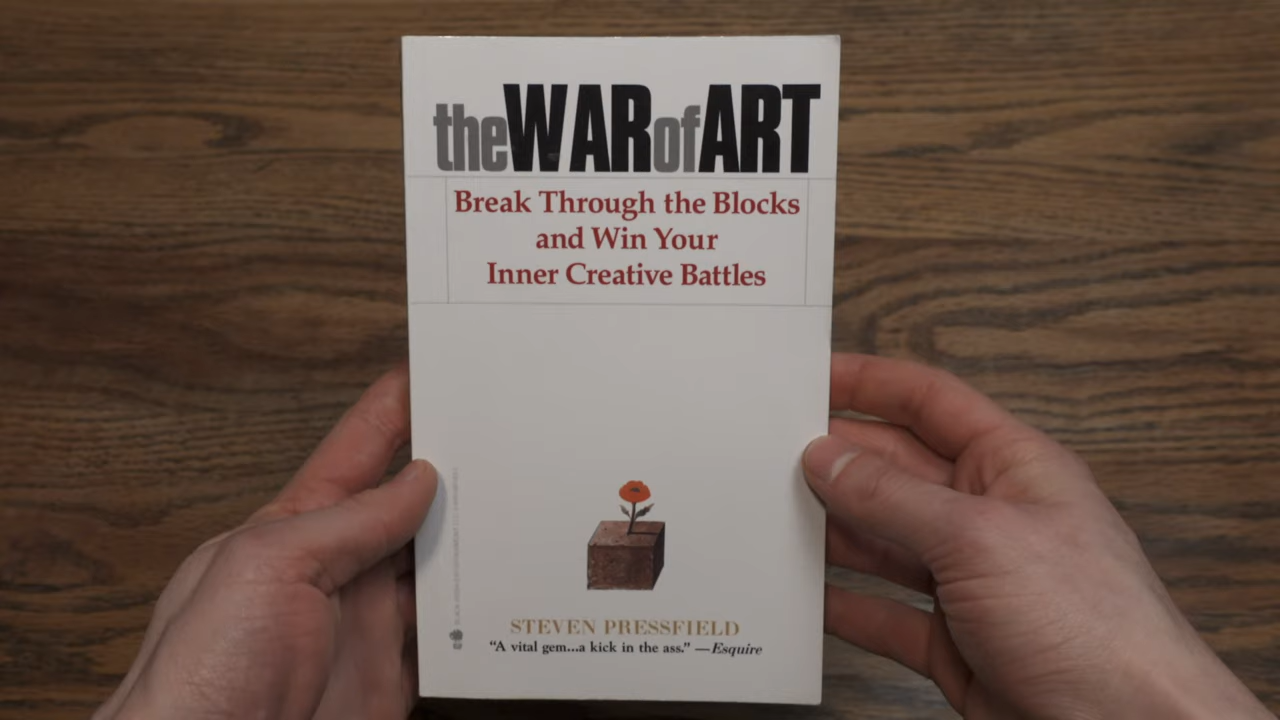 theWARofART
Break Through the Blocks
and Win Your
Inner Creative Battles
STEVEN PRESSFIELD
“A vital gem...a kick in the ass.” —Esquire